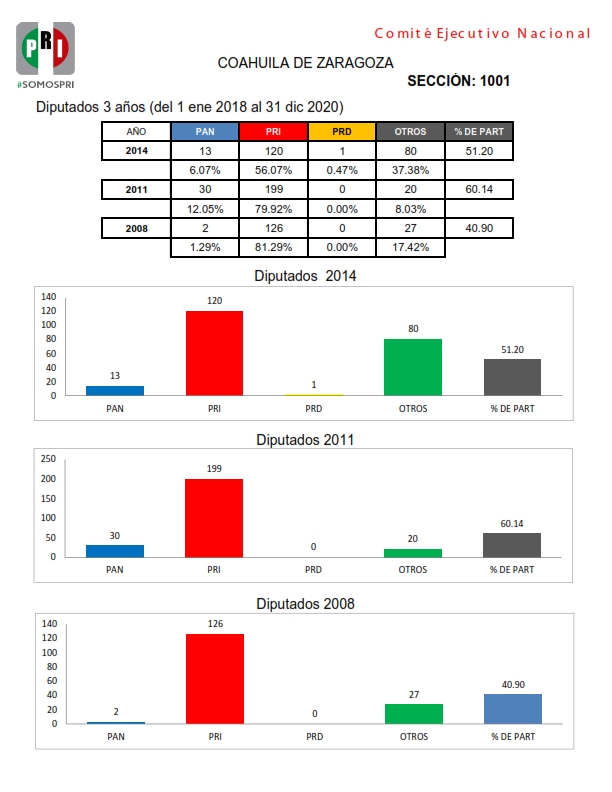 Comité Ejecutivo Nacional
PRI
#SOMOSPRI
COAHUILA DE ZARAGOZA
SECCIÓN: 1001
Diputados 3 años (del 1 ene 2018 al 31 dic 2020)
AÑO PAN PRI PRD OTROS % DE PART
2014 13 120 1 80 51.20
6.07% 56.07% 0.47% 37.38%
2011 30 199 0 20 60.14
12.05% 79.92% 0.00% 8.03%
2008 2 126 0 27 40.90
1.29% 81.29% 0.00% 17.42%
Diputados 2014
140
120
100
80
60
40
20
0
13
120
1
80
51.20
PAN PRI PRD OTROS % DE PART
Diputados 2011
250
200
150
100
50
0
30
199
0
20
60.14
PAN PRI PRD OTROS % DE PART
Diputados 2008
140
120
100
80
60
40
20
0
2
126
0
27
40.90
PAN PRI PRD OTROS % DE PART